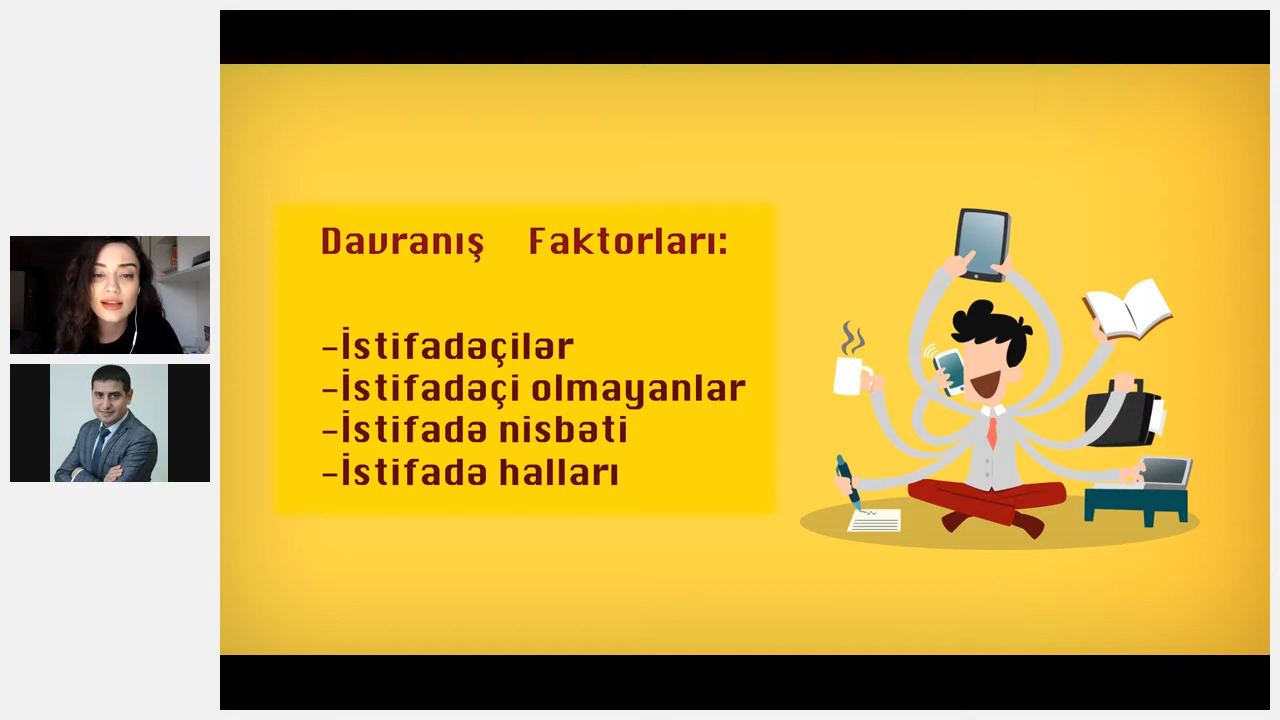 Davranış Faktorları:
-İstifadəçilər
-İstifadəçi olmayanlar
-İstifadə nisbəti
-İstifadə halları